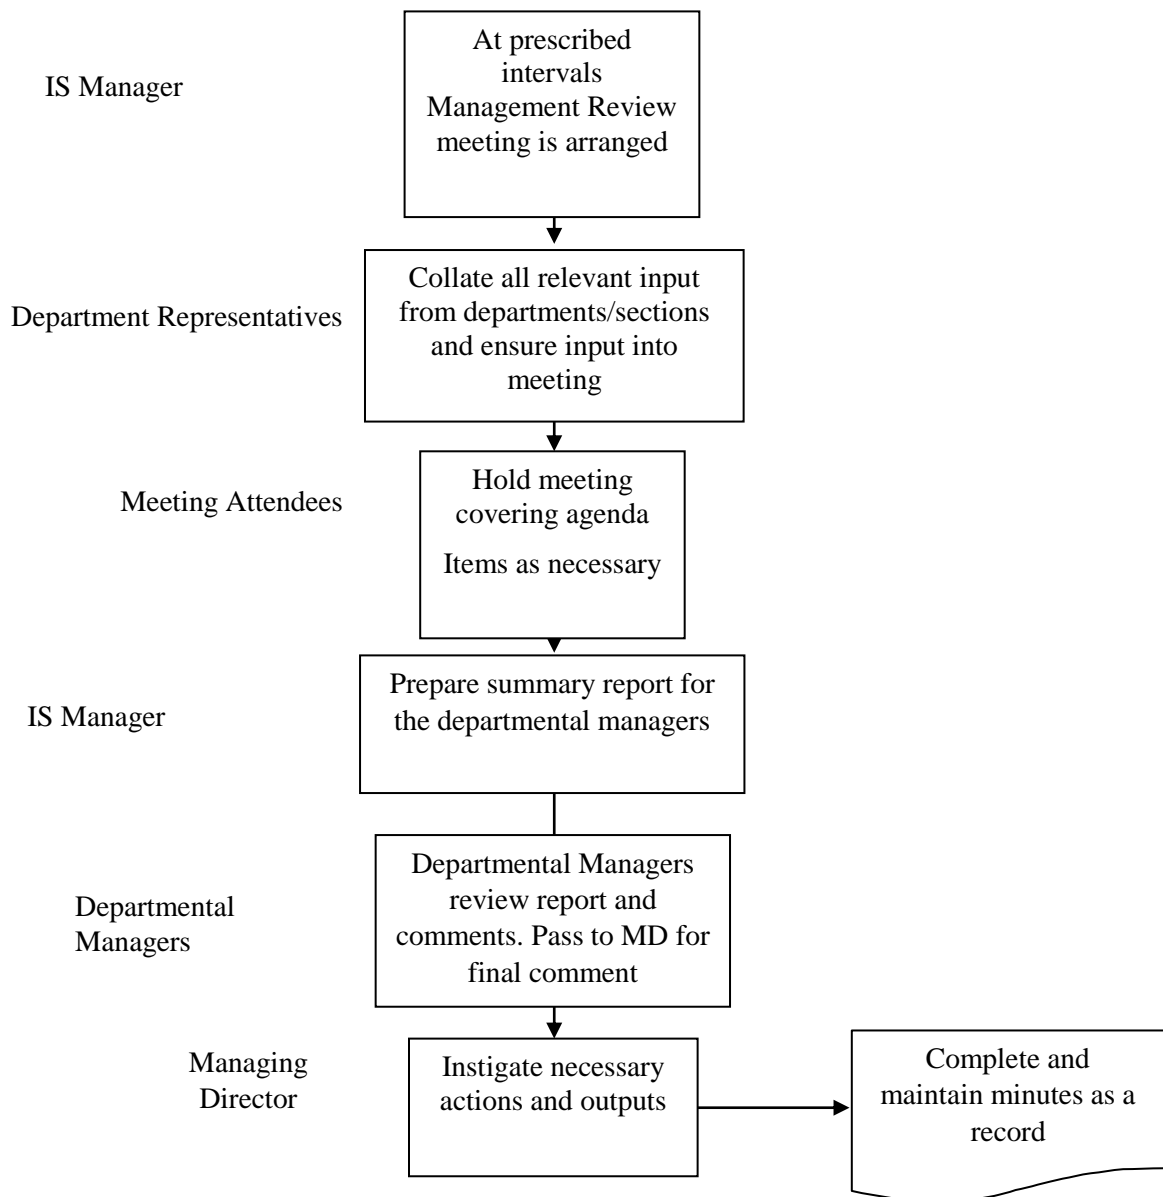 At prescribed
intervals
IS Manager
Management Review
meeting is arranged
Collate all relevant input
Department Representatives
from departments/sections
and ensure input into
meeting
Hold meeting
Meeting Attendees
covering agenda
Items as necessary
Prepare summary report for
IS Manager
the departmental managers
Departmental Managers
review report and
Departmental
Managers
comments. Pass to MD for
final comment
Managing
Director
Instigate necessary
actions and outputs
Complete and
maintain minutes as a
record